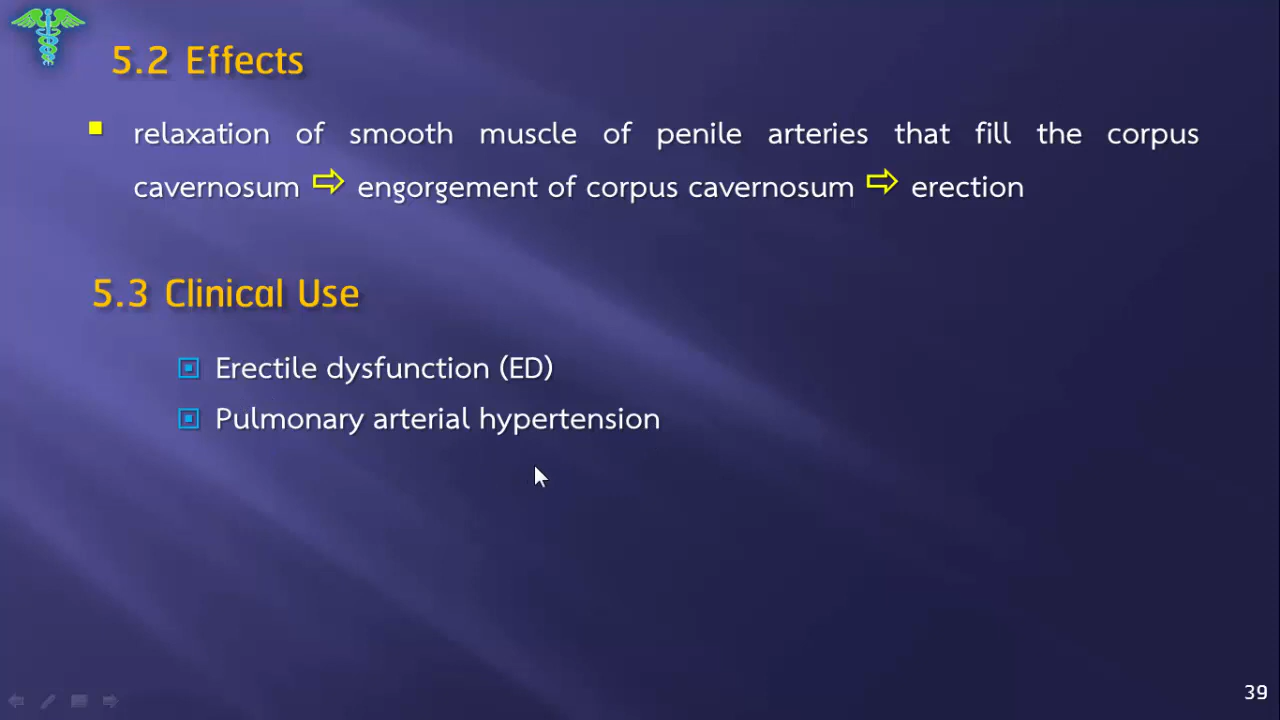 5.2 Effects
relaxation of smooth muscle of penile arteries that fill the corpus
cavernosum ⇨ engorgement of corpus cavernosum ⇨ erection
5.3 Clinical Use
Erectile dysfunction (ED)
Pulmonary arterial hypertension
39